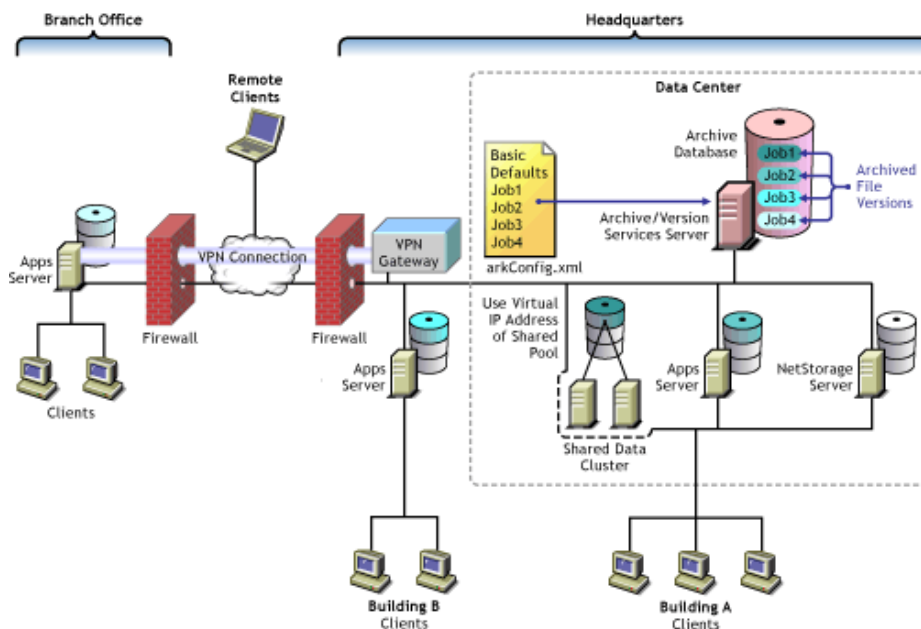 Branch Office
Headquarters
Remote
Clients
Data Center
Archive
Database
Job1
Job2
Job3
Job4
Archived
File
Versions
Basic
Defaults
Job1
Job2
Job3
Job4
Archive/Version
Services Server
arkConfig.xml
Apps
Server
VPN Connection
VPN
Gateway
Firewall
Firewall
Use Virtual
IP Address
of Shared
Pool
Apps
Server
Apps
Server
NetStorage
Server
Clients
Shared Data
Cluster
Building B
Clients
Building A
Clients